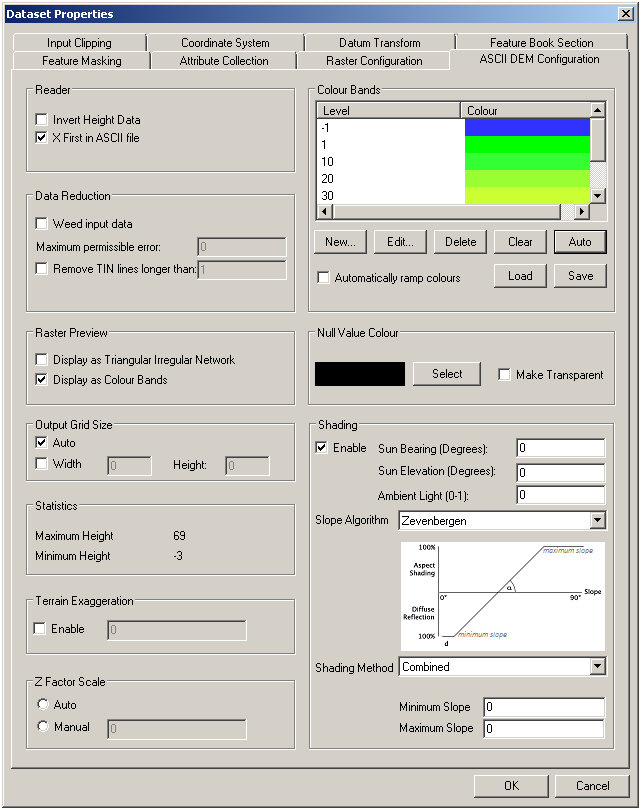 Dataset Properties
Input Clipping
Coordinate System
Datum Transform
Feature Book Section
Feature Masking
Attribute Collection
Raster Configuration
ASCII DEM Configuration
Reader
Invert Height Data
X First in ASCII file
Data Reduction
Weed input data
Maximum permissible error: 0
Remove TIN lines longer than: 1
Raster Preview
Display as Triangular Irregular Network
Display as Colour Bands
Output Grid Size
Auto
Width 0 Height: 0
Statistics
Maximum Height 69
Minimum Height -3
Terrain Exaggeration
Enable 0
Z Factor Scale
Auto
Manual 0
Colour Bands
Level Colour
-1
1
10
20
30
New... Edit... Delete Clear Auto
Automatically ramp colours Load Save
Null Value Colour
Select Make Transparent
Shading
Enable Sun Bearing (Degrees): 0
Sun Elevation (Degrees): 0
Ambient Light (0-1): 0
Slope Algorithm Zevenbergen
100% maximum slope
Aspect
Shading
α
0° 90° Slope
Diffuse
Reflection
100% minimum slope
d
Shading Method Combined
Minimum Slope 0
Maximum Slope 0
OK Cancel